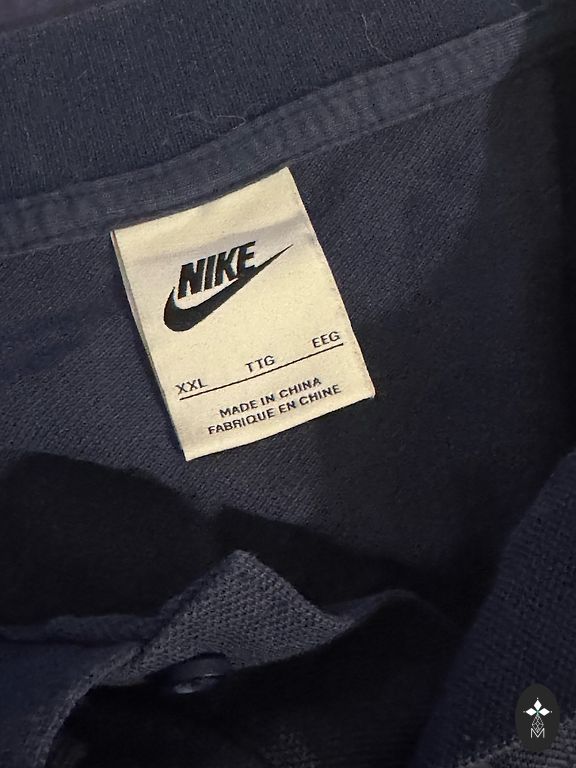 NIKE
XXL TTG EEG
MADE IN CHINA
FABRIQUE EN CHINE
M